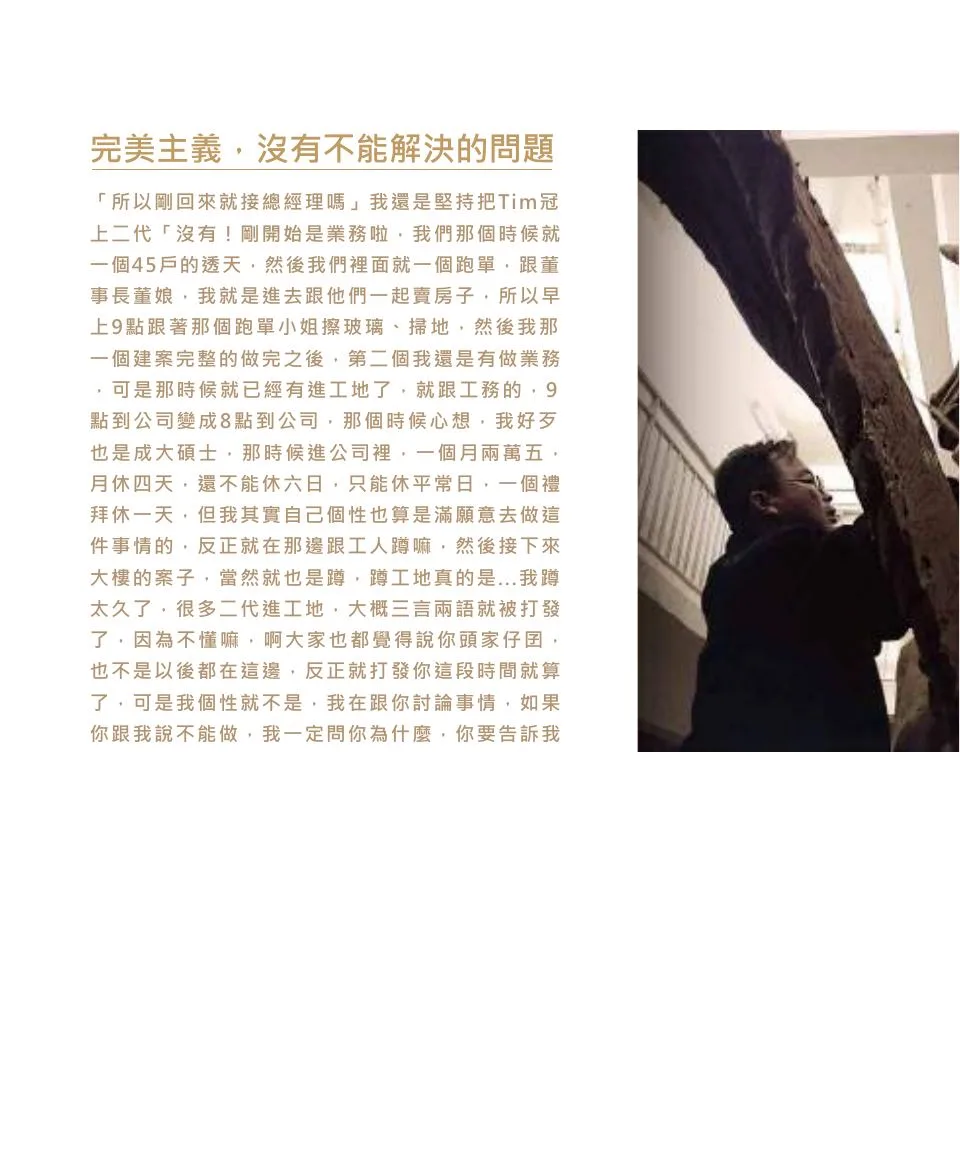 完美主義，沒有不能解決的問題
「所以剛回來就接總經理嗎」我還是堅持把Tim冠
上二代「沒有！剛開始是業務啦，我們那個時候就
一個45戶的透天，然後我們裡面就一個跑單，跟董
事長董娘，我就是進去跟他們一起賣房子，所以早
上9點跟著那個跑單小姐擦玻璃、掃地，然後我那
一個建案完整的做完之後，第二個我還是有做業務
，可是那時候就已經有進工地了，就跟工務的，9
點到公司變成8點到公司，那個時候心想，我好歹
也是成大碩士，那時候進公司裡，一個月兩萬五，
月休四天，還不能休六日，只能休平常日，一個禮
拜休一天，但我其實自己個性也算是滿願意去做這
件事情的，反正就在那邊跟工人蹲嘛，然後接下來
大樓的案子，當然就也是蹲，蹲工地真的是...我蹲
太久了，很多二代進工地，大概三言兩語就被打發
了，因為不懂嘛，啊大家也都覺得說你頭家仔囝，
也不是以後都在這邊，反正就打發你這段時間就算
了，可是我個性就不是，我在跟你討論事情，如果
你跟我說不能做，我一定問你為什麼，你要告訴我